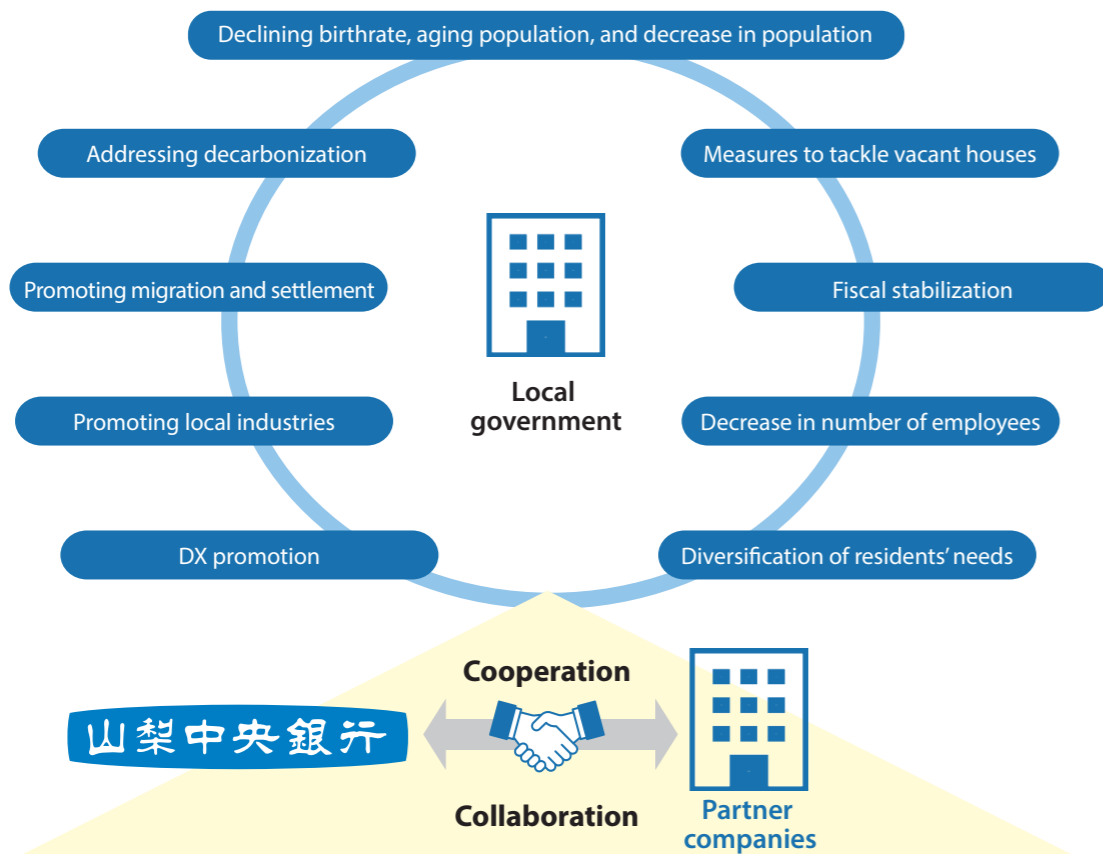 Declining birthrate, aging population, and decrease in population
Addressing decarbonization
Measures to tackle vacant houses
Promoting migration and settlement
Fiscal stabilization
Local
government
Promoting local industries
Decrease in number of employees
DX promotion
Diversification of residents' needs
Cooperation
山梨中央銀行
Collaboration
Partner
companies